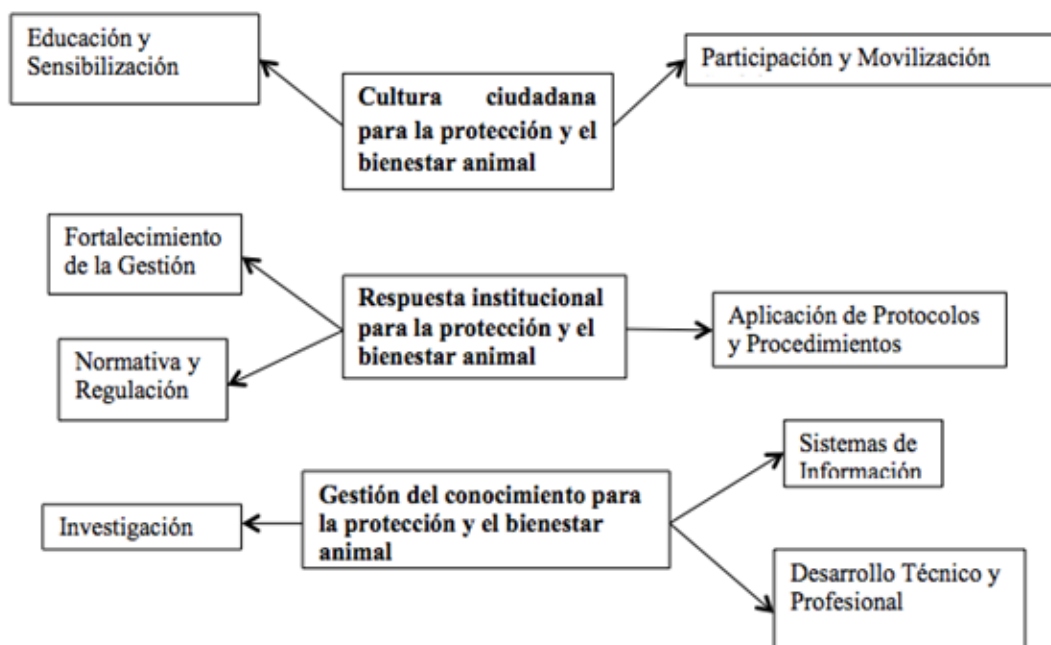 Educación y
Sensibilización
Participación y Movilización
Cultura ciudadana
para la protección y el
bienestar animal
Fortalecimiento
de la Gestión
Respuesta institucional
para la protección y el
bienestar animal
Aplicación de Protocolos
y Procedimientos
Normativa y
Regulación
Sistemas de
Información
Gestión del conocimiento para
la protección y el bienestar
animal
Investigación
Desarrollo Técnico y
Profesional